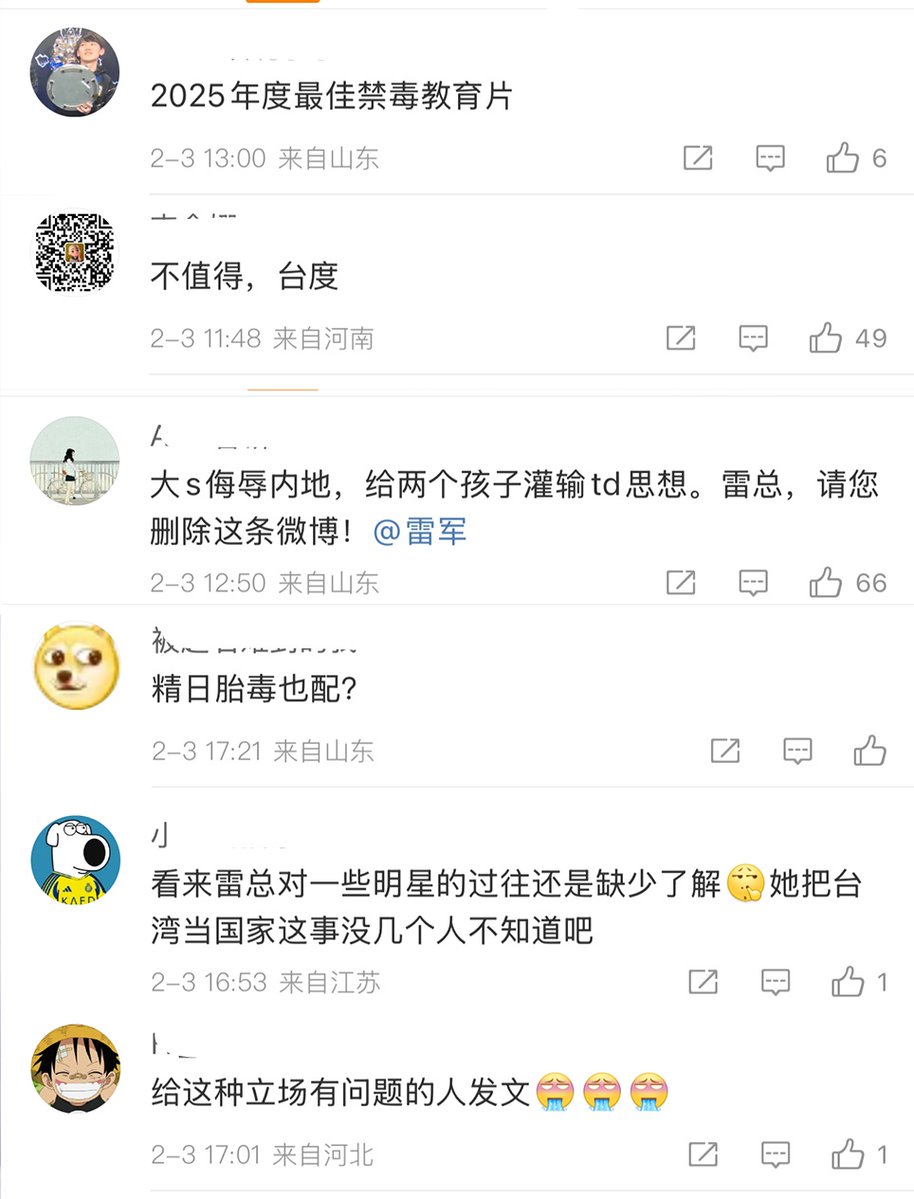 2025年度最佳禁毒教育片
2-3 13:00 来自山东
6
不值得，台度
2-3 11:48 来自河南
49
大s侮辱内地，给两个孩子灌输td思想。雷总，请您
删除这条微博！@雷军
2-3 12:50 来自山东
66
精日胎毒也配?
2-3 17:21 来自山东
小
看来雷总对一些明星的过往还是缺少了解她把台
湾当国家这事没几个人不知道吧
2-3 16:53 来自江苏
1
给这种立场有问题的人发文
2-3 17:01 来自河北
1